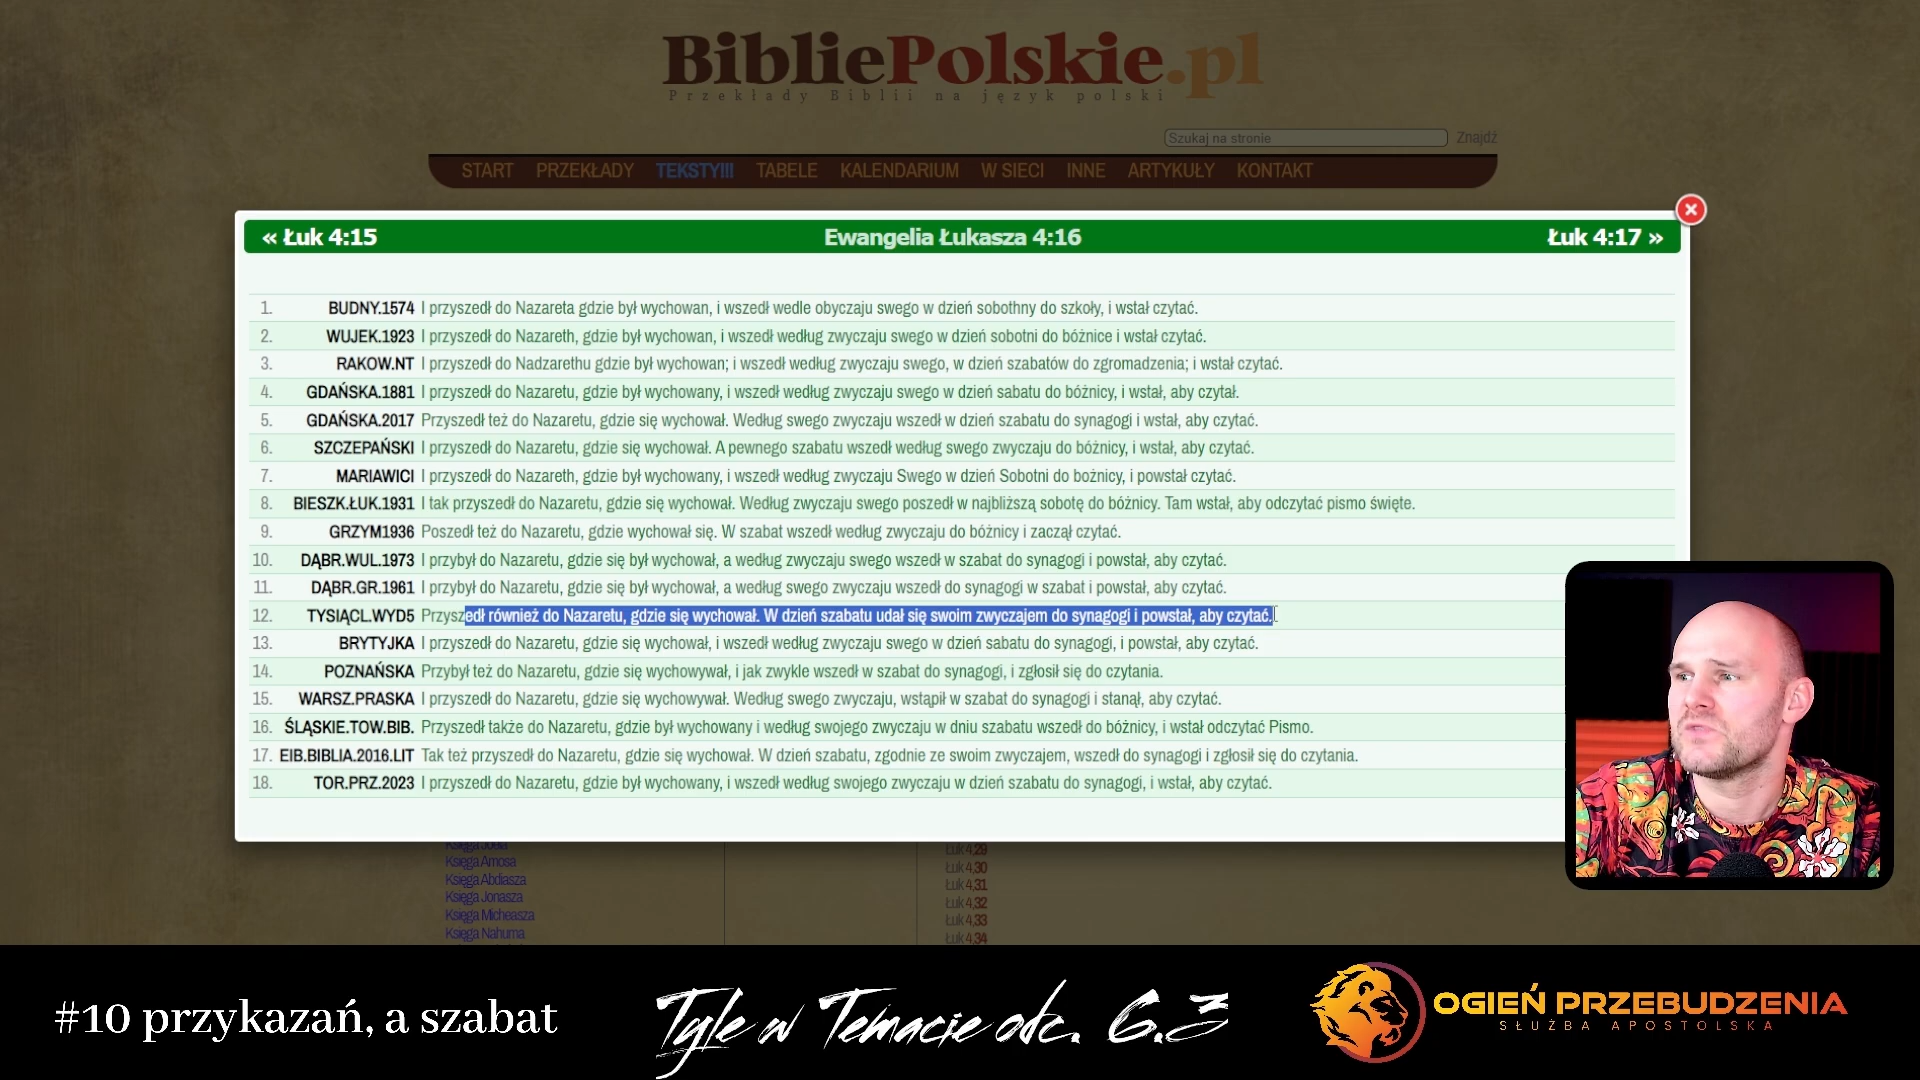 BibliePolskie.pl
Przekłady Biblii na język polski
Szukaj na stronie Znajdź
START PRZEKŁADY TEKSTY!!! TABELE KALENDARIUM W SIECI INNE ARTYKUŁY KONTAKT
« Łuk 4:15 Ewangelia Łukasza 4:16 Łuk 4:17 »
1. BUDNY.1574 I przyszedł do Nazareta gdzie był wychowan, i wszedł wedle obyczaju swego w dzień sobothny do szkoły, i wstał czytać.
2. WUJEK.1923 I przyszedł do Nazareth, gdzie był wychowan, i wszedł według zwyczaju swego w dzień sobotni do bóżnice i wstał czytać.
3. RAKOW.NT I przyszedł do Nadzarethu gdzie był wychowan; i wszedł według zwyczaju swego, w dzień szabatów do zgromadzenia; i wstał czytać.
4. GDAŃSKA.1881 I przyszedł do Nazaretu, gdzie był wychowany, i wszedł według zwyczaju swego w dzień sabatu do bóżnicy, i wstał, aby czytał.
5. GDAŃSKA.2017 Przyszedł też do Nazaretu, gdzie się wychował. Według swego zwyczaju wszedł w dzień szabatu do synagogi i wstał, aby czytać.
6. SZCZEPAŃSKI I przyszedł do Nazaretu, gdzie się wychował. A pewnego szabatu wszedł według swego zwyczaju do bóżnicy, i wstał, aby czytać.
7. MARIAWICI I przyszedł do Nazareth, gdzie był wychowany, i wszedł według zwyczaju Swego w dzień Sobotni do bożnicy, i powstał czytać.
8. BIESZK.ŁUK.1931 I tak przyszedł do Nazaretu, gdzie się wychował. Według zwyczaju swego poszedł w najbliższą sobotę do bóżnicy. Tam wstał, aby odczytać pismo święte.
9. GRZYM1936 Poszedł też do Nazaretu, gdzie wychował się. W szabat wszedł według zwyczaju do bóżnicy i zaczął czytać.
10. DĄBR.WUL.1973 I przybył do Nazaretu, gdzie się był wychował, a według zwyczaju swego wszedł w szabat do synagogi i powstał, aby czytać.
11. DĄBR.GR.1961 I przybył do Nazaretu, gdzie się był wychował, a według swego zwyczaju wszedł do synagogi w szabat i powstał, aby czytać.
12. TYSIĄCL.WYD5 Przyszedł również do Nazaretu, gdzie się wychował. W dzień szabatu udał się swoim zwyczajem do synagogi i powstał, aby czytać.
13. BRYTYJKA I przyszedł do Nazaretu, gdzie się wychował, i wszedł według zwyczaju swego w dzień sabatu do synagogi, i powstał, aby czytać.
14. POZNAŃSKA Przybył też do Nazaretu, gdzie się wychowywał, i jak zwykle wszedł w szabat do synagogi, i zgłosił się do czytania.
15. WARSZ.PRASKA I przyszedł do Nazaretu, gdzie się wychowywał. Według swego zwyczaju, wstąpił w szabat do synagogi i stanął, aby czytać.
16. ŚLĄSKIE.TOW.BIB. Przyszedł także do Nazaretu, gdzie był wychowany i według swojego zwyczaju w dniu szabatu wszedł do bóżnicy, i wstał odczytać Pismo.
17. EIB.BIBLIA.2016.LIT Tak też przyszedł do Nazaretu, gdzie się wychował. W dzień szabatu, zgodnie ze swoim zwyczajem, wszedł do synagogi i zgłosił się do czytania.
18. TOR.PRZ.2023 I przyszedł do Nazaretu, gdzie był wychowany, i wszedł według swojego zwyczaju w dzień szabatu do synagogi, i wstał, aby czytać.
Księga Joela Łuk 4,29
Księga Amosa Łuk 4,30
Księga Abdiasza Łuk 4,31
Księga Jonasza Łuk 4,32
Księga Micheasza Łuk 4,33
Księga Nahuma Łuk 4,34
#10 przykazań, a szabat
Tyle w Temacie odc. 6.3
OGIEŃ PRZEBUDZENIA
SŁUŻBA APOSTOLSKA